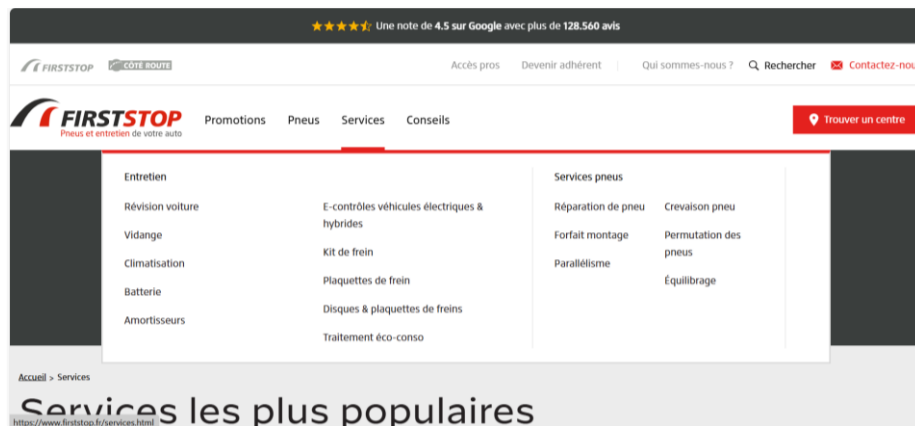 Une note de 4.5 sur Google avec plus de 128.560 avis
FIRSTSTOP CÔTÉ ROUTE Accès pros Devenir adhérent Qui sommes-nous ? Rechercher Contactez-nou
FIRSTSTOP
Pneus et entretien de votre auto
Promotions Pneus Services Conseils
Trouver un centre
Entretien
Révision voiture
Vidange
Climatisation
Batterie
Amortisseurs
E-contrôles véhicules électriques &
hybrides
Kit de frein
Plaquettes de frein
Disques & plaquettes de freins
Traitement éco-conso
Services pneus
Réparation de pneu
Forfait montage
Parallélisme
Crevaison pneu
Permutation des
pneus
Équilibrage
Accueil > Services
Services les plus populaires
https://www.firststop.fr/services.html